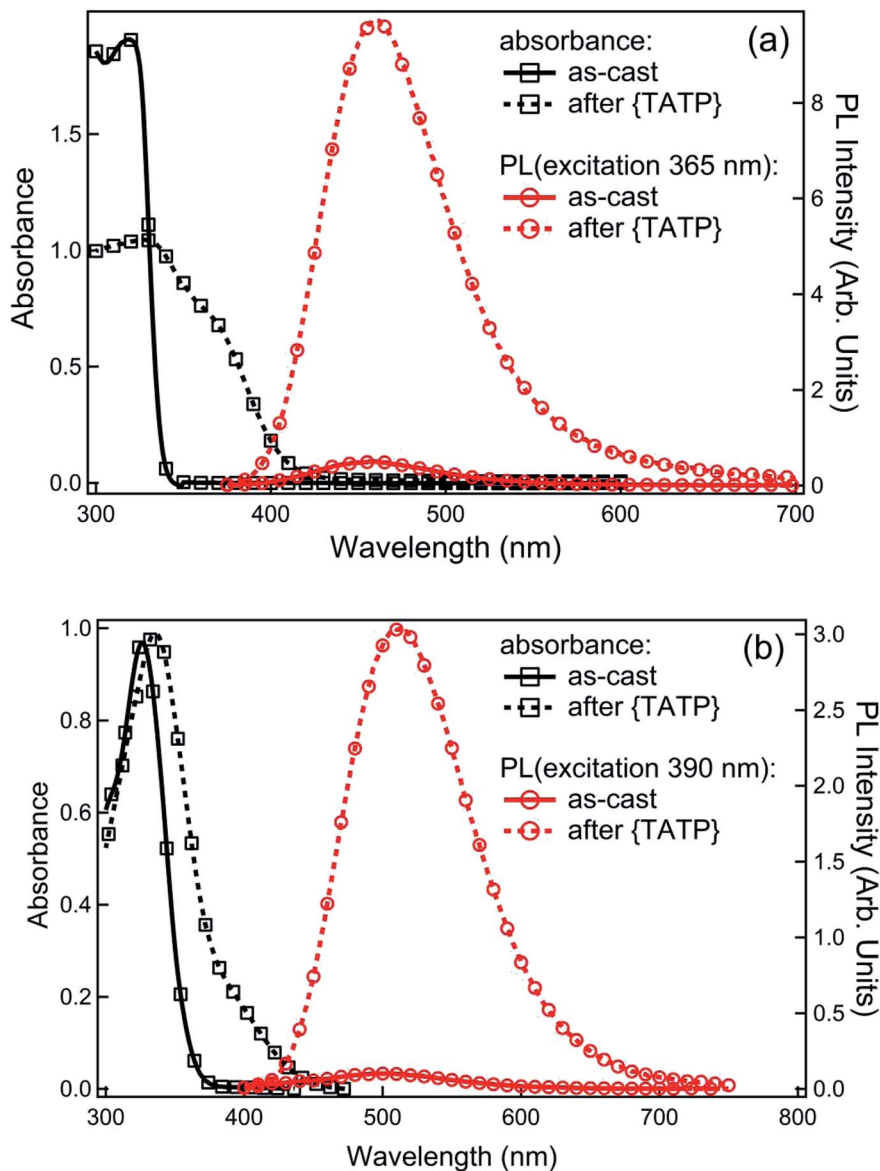 (a)
absorbance:
as-cast
after {TATP}
PL(excitation 365 nm):
as-cast
after {TATP}
Absorbance
1.5
1.0
0.5
0.0
PL Intensity (Arb. Units)
8
6
4
2
0
300 400 500 600 700
Wavelength (nm)
(b)
absorbance:
as-cast
after {TATP}
PL(excitation 390 nm):
as-cast
after {TATP}
Absorbance
1.0
0.8
0.6
0.4
0.2
0.0
PL Intensity (Arb. Units)
3.0
2.5
2.0
1.5
1.0
0.5
0.0
300 400 500 600 700 800
Wavelength (nm)